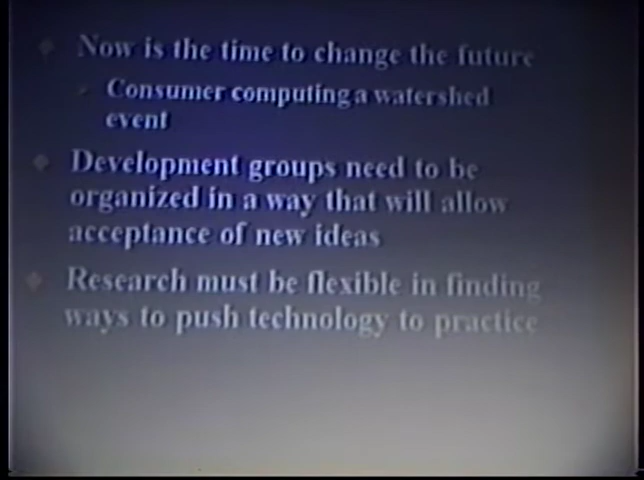 Now is the time to change the future
Consumer computing a watershed
event
Development groups need to be
organized in a way that will allow
acceptance of new ideas
Research must be flexible in finding
ways to push technology to practice